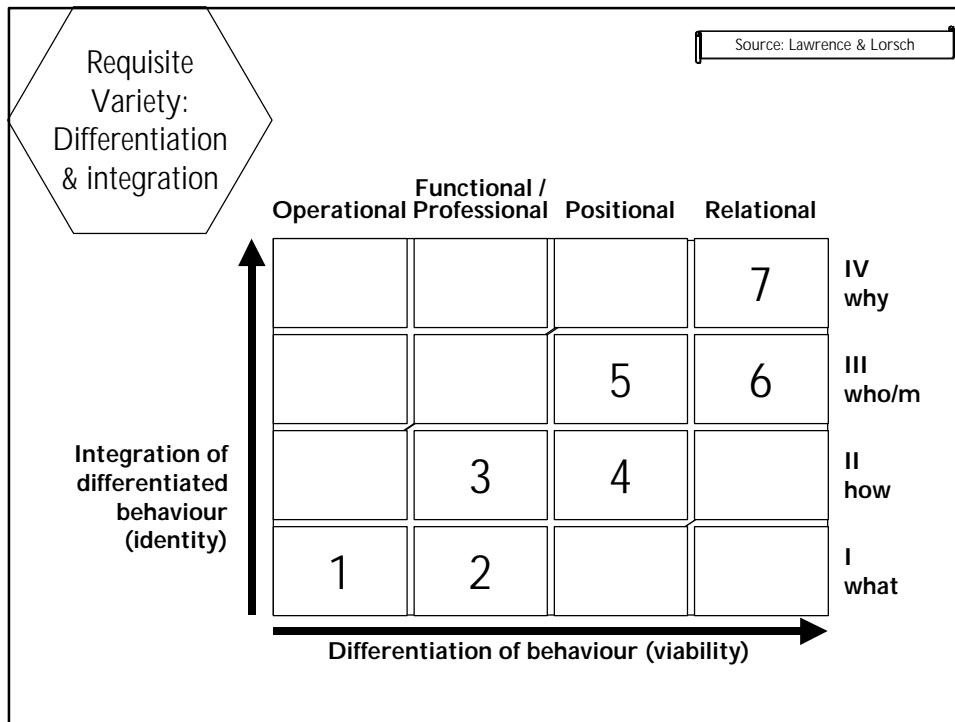 Requisite
Variety:
Differentiation
& integration
Source: Lawrence & Lorsch
Operational
Functional /
Professional
Positional
Relational
7
IV
why
5
6
III
who/m
Integration of
differentiated
behaviour
(identity)
3
4
II
how
1
2
I
what
Differentiation of behaviour (viability)